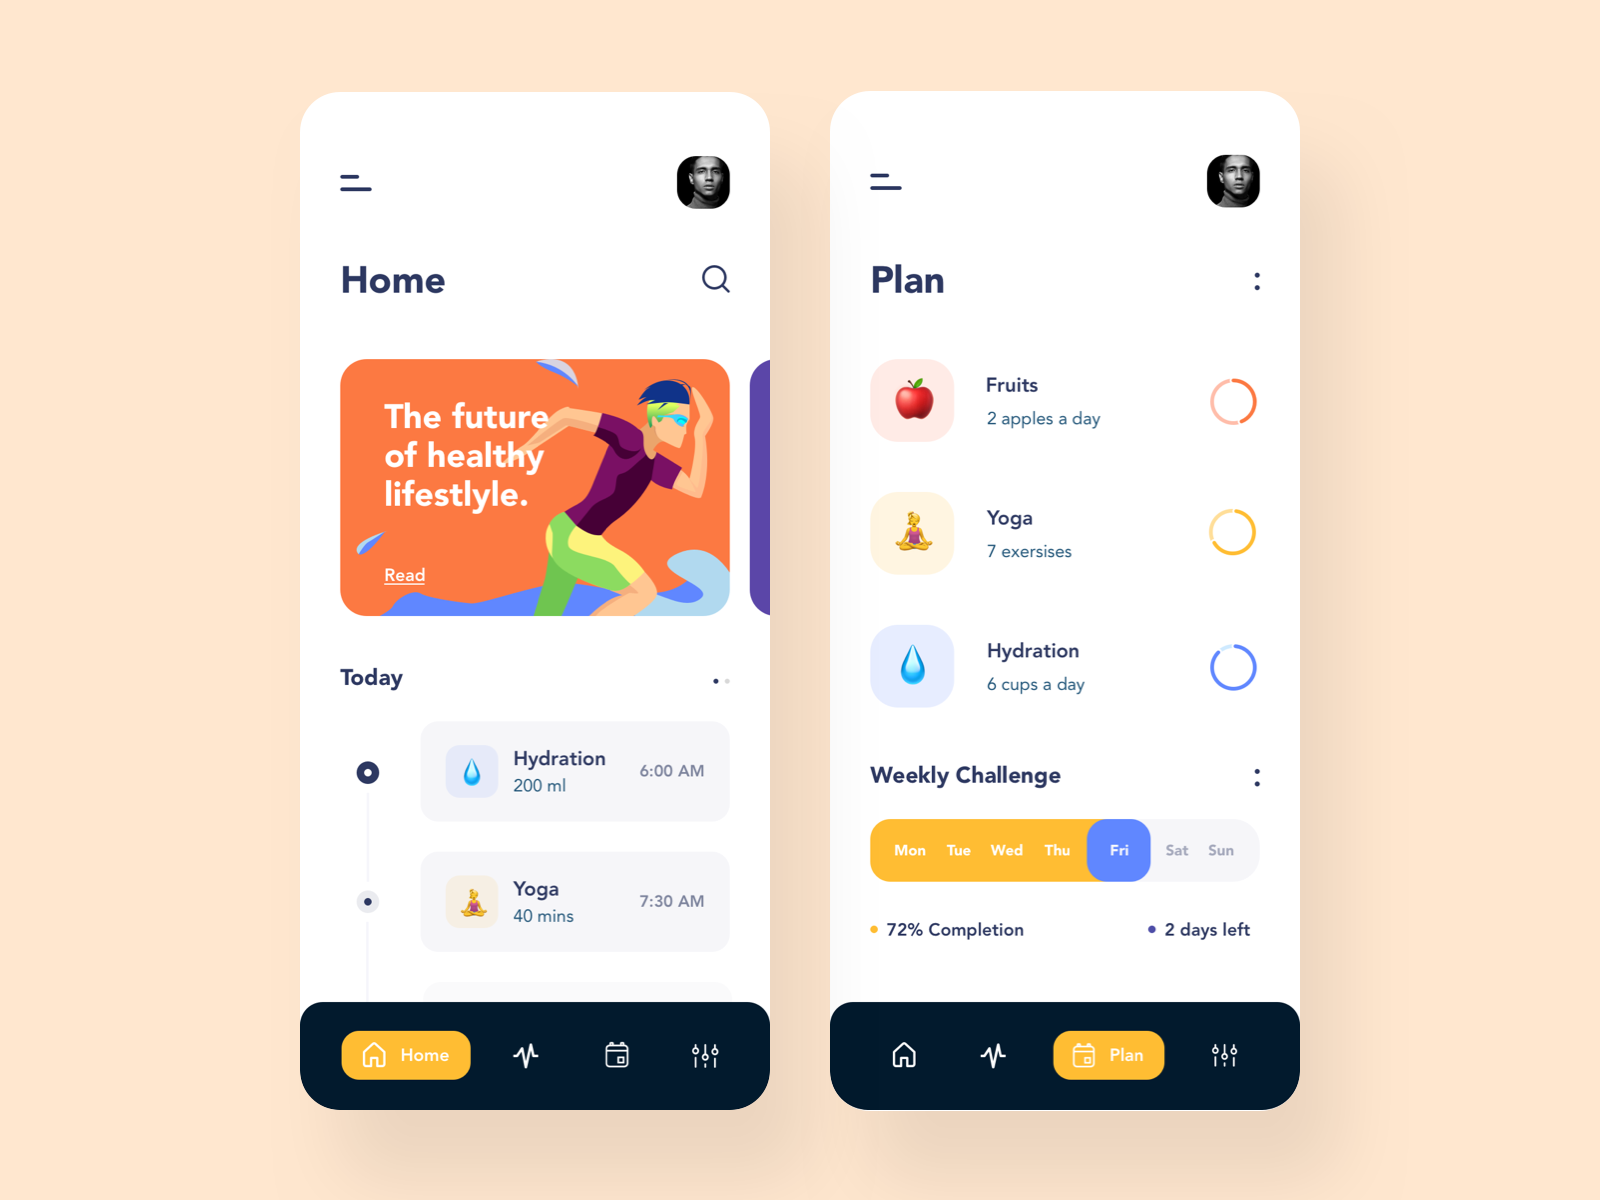 Home
The future
of healthy
lifestlyle.
Read
Today
Hydration
200 ml
6:00 AM
Yoga
40 mins
7:30 AM
Home
Plan
Fruits
2 apples a day
Yoga
7 exersises
Hydration
6 cups a day
Weekly Challenge
Mon Tue Wed Thu Fri Sat Sun
72% Completion
2 days left
Plan